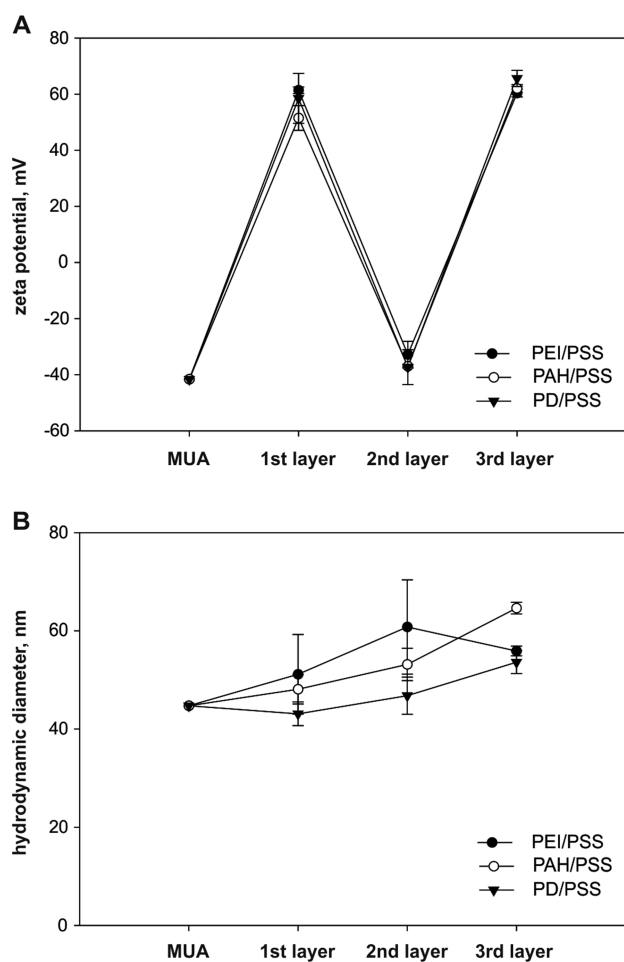 A
80
60
40
20
0
-20
-40
-60
zeta potential, mV
PEI/PSS
PAH/PSS
PD/PSS
MUA 1st layer 2nd layer 3rd layer
B
80
60
40
20
0
hydrodynamic diameter, nm
PEI/PSS
PAH/PSS
PD/PSS
MUA 1st layer 2nd layer 3rd layer